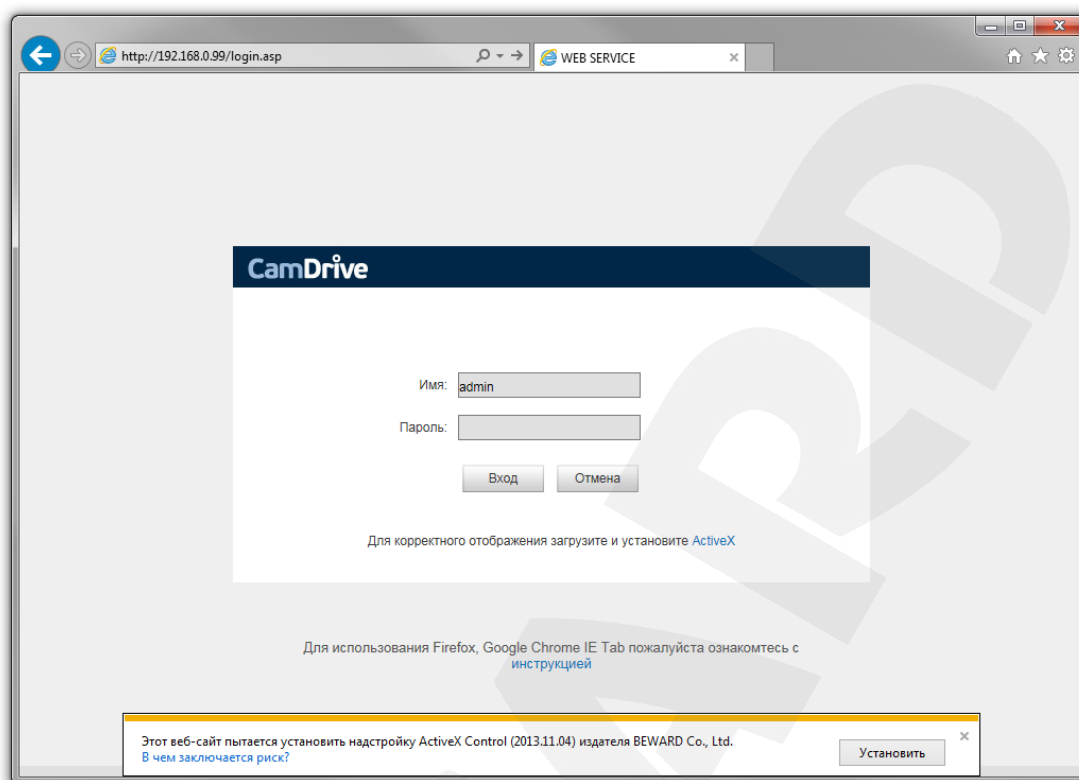 http://192.168.0.99/login.asp
WEB SERVICE
CamDrive
Имя: admin
Пароль:
Вход Отмена
Для корректного отображения загрузите и установите ActiveX
Для использования Firefox, Google Chrome IE Tab пожалуйста ознакомтесь с
инструкцией
Этот веб-сайт пытается установить надстройку ActiveX Control (2013.11.04) издателя BEWARD Co., Ltd.
В чем заключается риск?
Установить